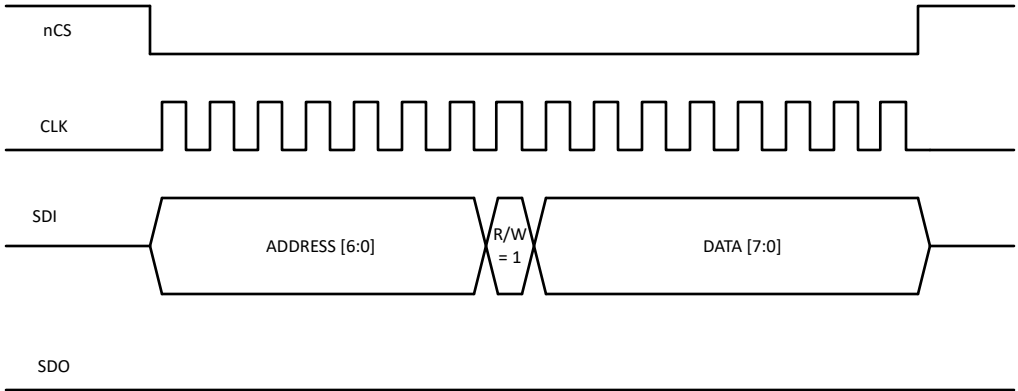 nCS
CLK
SDI
ADDRESS [6:0]
R/W
= 1
DATA [7:0]
SDO